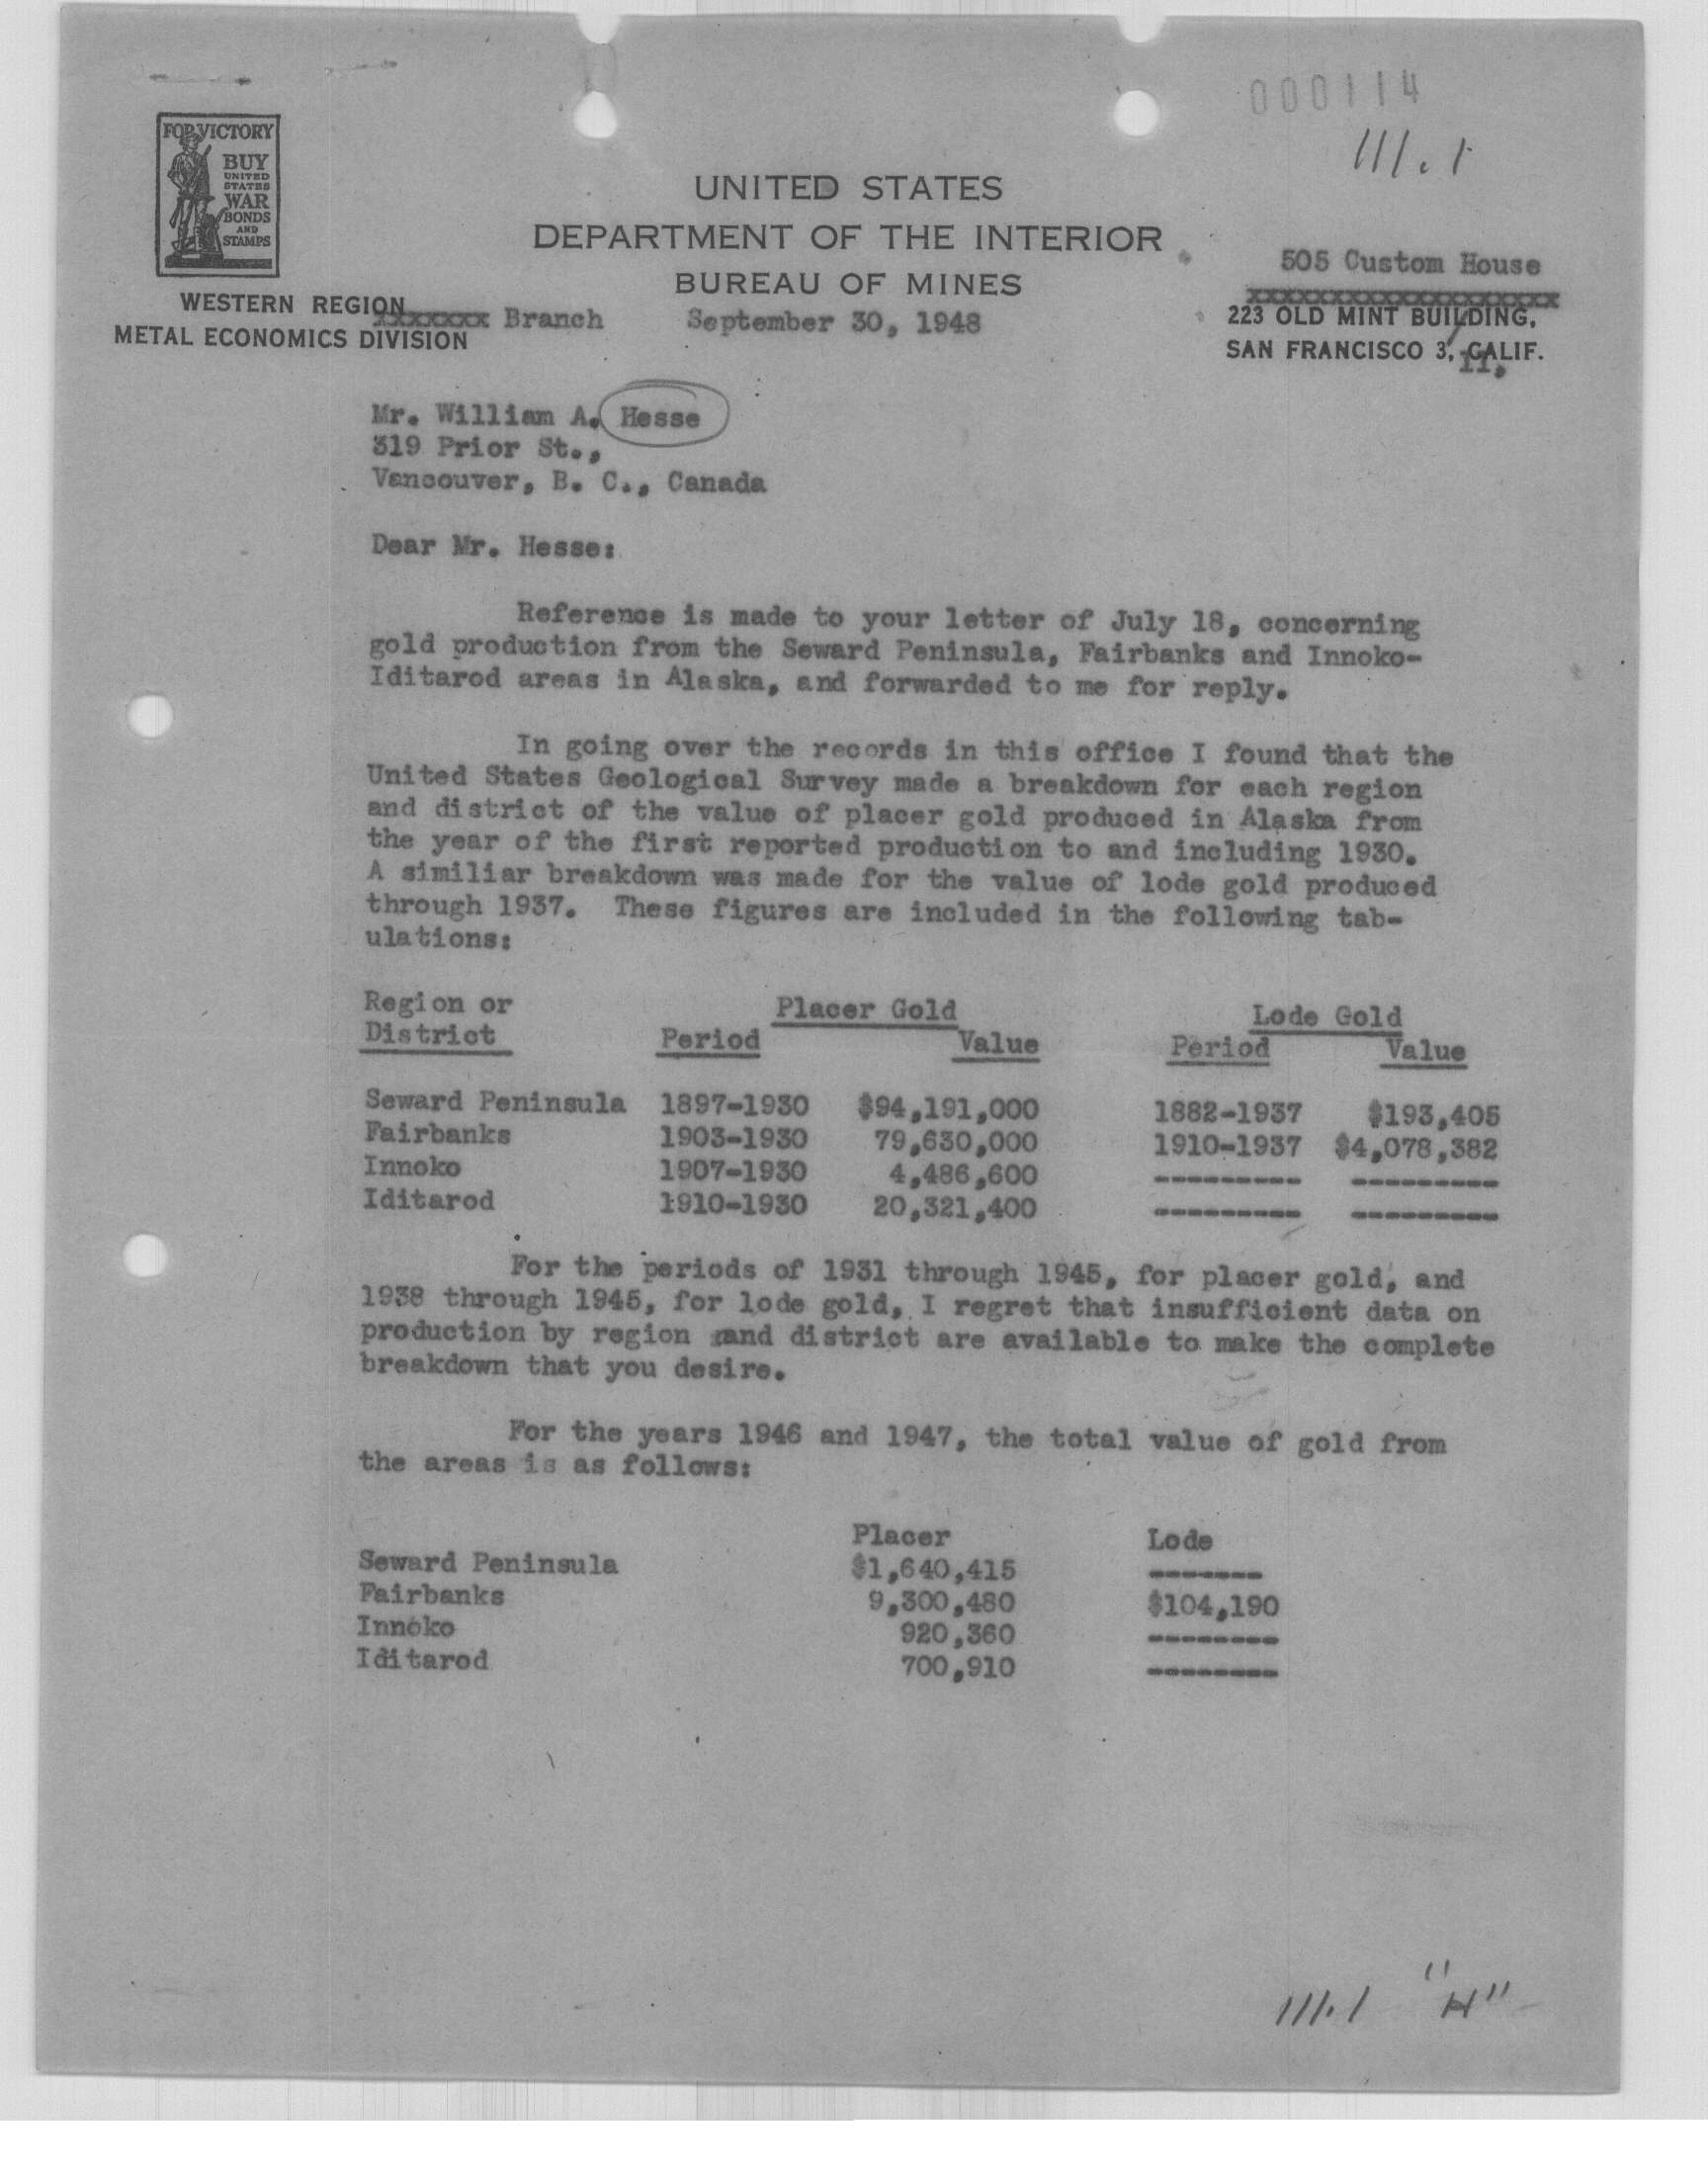 000114
111.1
FOR VICTORY
BUY
UNITED
STATES
WAR
BONDS
AND
STAMPS
UNITED STATES
DEPARTMENT OF THE INTERIOR
BUREAU OF MINES
505 Custom House
xxxxxxxxxxxxxxxxxxx
WESTERN REGION
xxxxxxx Branch
September 30, 1948
223 OLD MINT BUILDING,
METAL ECONOMICS DIVISION
SAN FRANCISCO 3, CALIF.
11,
Mr. William A. Hesse
319 Prior St.,
Vancouver, B. C., Canada
Dear Mr. Hesse:
Reference is made to your letter of July 18, concerning
gold production from the Seward Peninsula, Fairbanks and Innoko-
Iditarod areas in Alaska, and forwarded to me for reply.
In going over the records in this office I found that the
United States Geological Survey made a breakdown for each region
and district of the value of placer gold produced in Alaska from
the year of the first reported production to and including 1930.
A similiar breakdown was made for the value of lode gold produced
through 1937. These figures are included in the following tab-
ulations:
Region or Placer Gold Lode Gold
District Period Value Period Value
Seward Peninsula 1897-1930 $94,191,000 1882-1937 $193,405
Fairbanks 1903-1930 79,630,000 1910-1937 $4,078,382
Innoko 1907-1930 4,486,600 --------- ---------
Iditarod 1910-1930 20,321,400 --------- ---------
For the periods of 1931 through 1945, for placer gold, and
1938 through 1945, for lode gold, I regret that insufficient data on
production by region and district are available to make the complete
breakdown that you desire.
For the years 1946 and 1947, the total value of gold from
the areas is as follows:
Placer Lode
Seward Peninsula $1,640,415 -------
Fairbanks 9,300,480 $104,190
Innoko 920,360 --------
Iditarod 700,910 --------
111.1 "H"